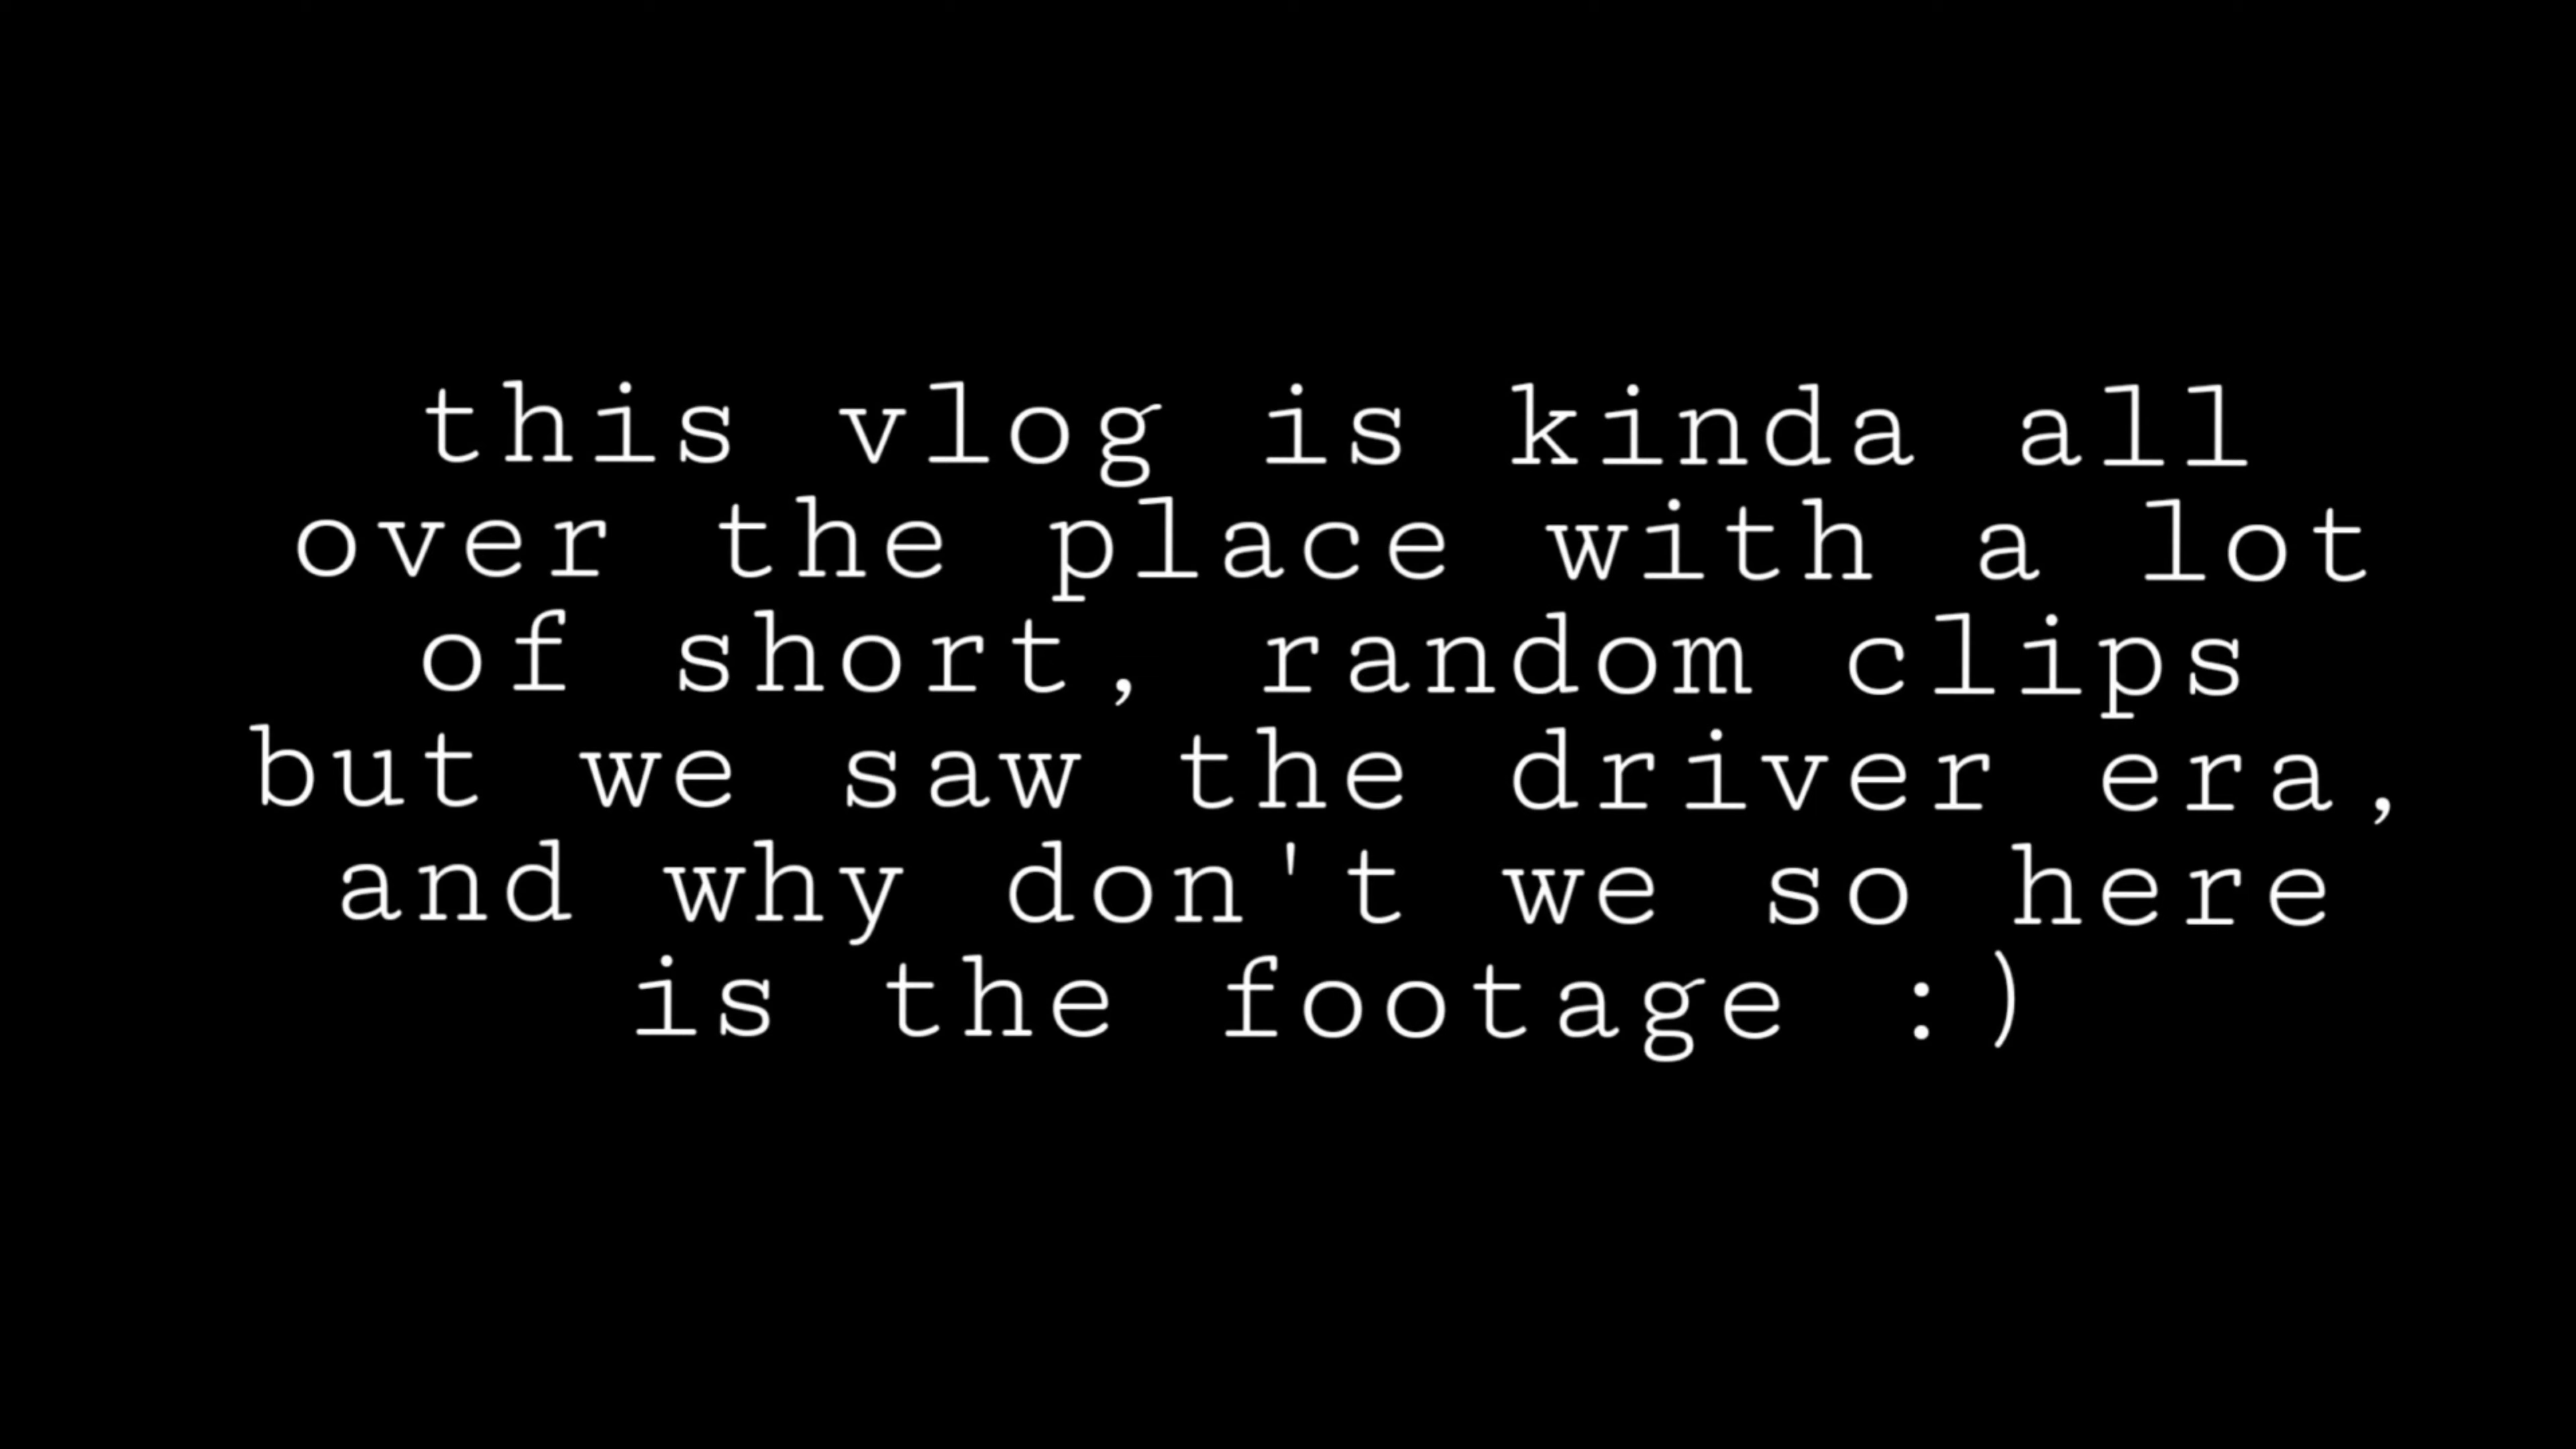 this vlog is kinda all
over the place with a lot
of short, random clips
but we saw the driver era,
and why don't we so here
is the footage :)